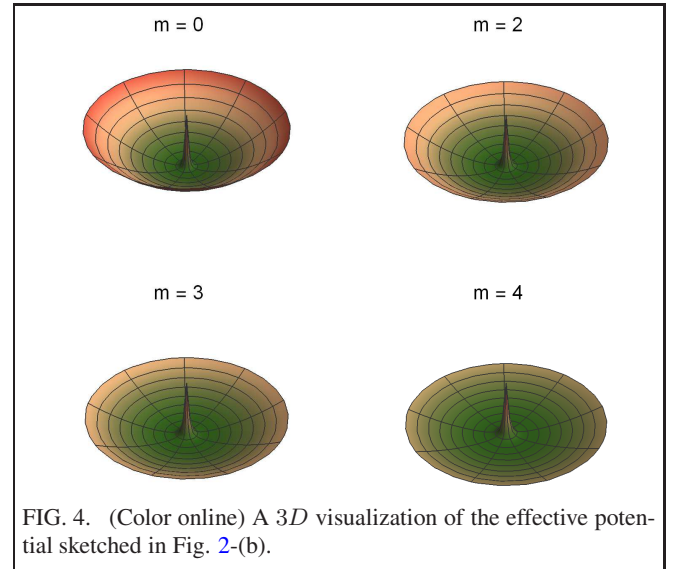 m = 0
m = 2
m = 3
m = 4
FIG. 4. (Color online) A 3D visualization of the effective poten-
tial sketched in Fig. 2-(b).